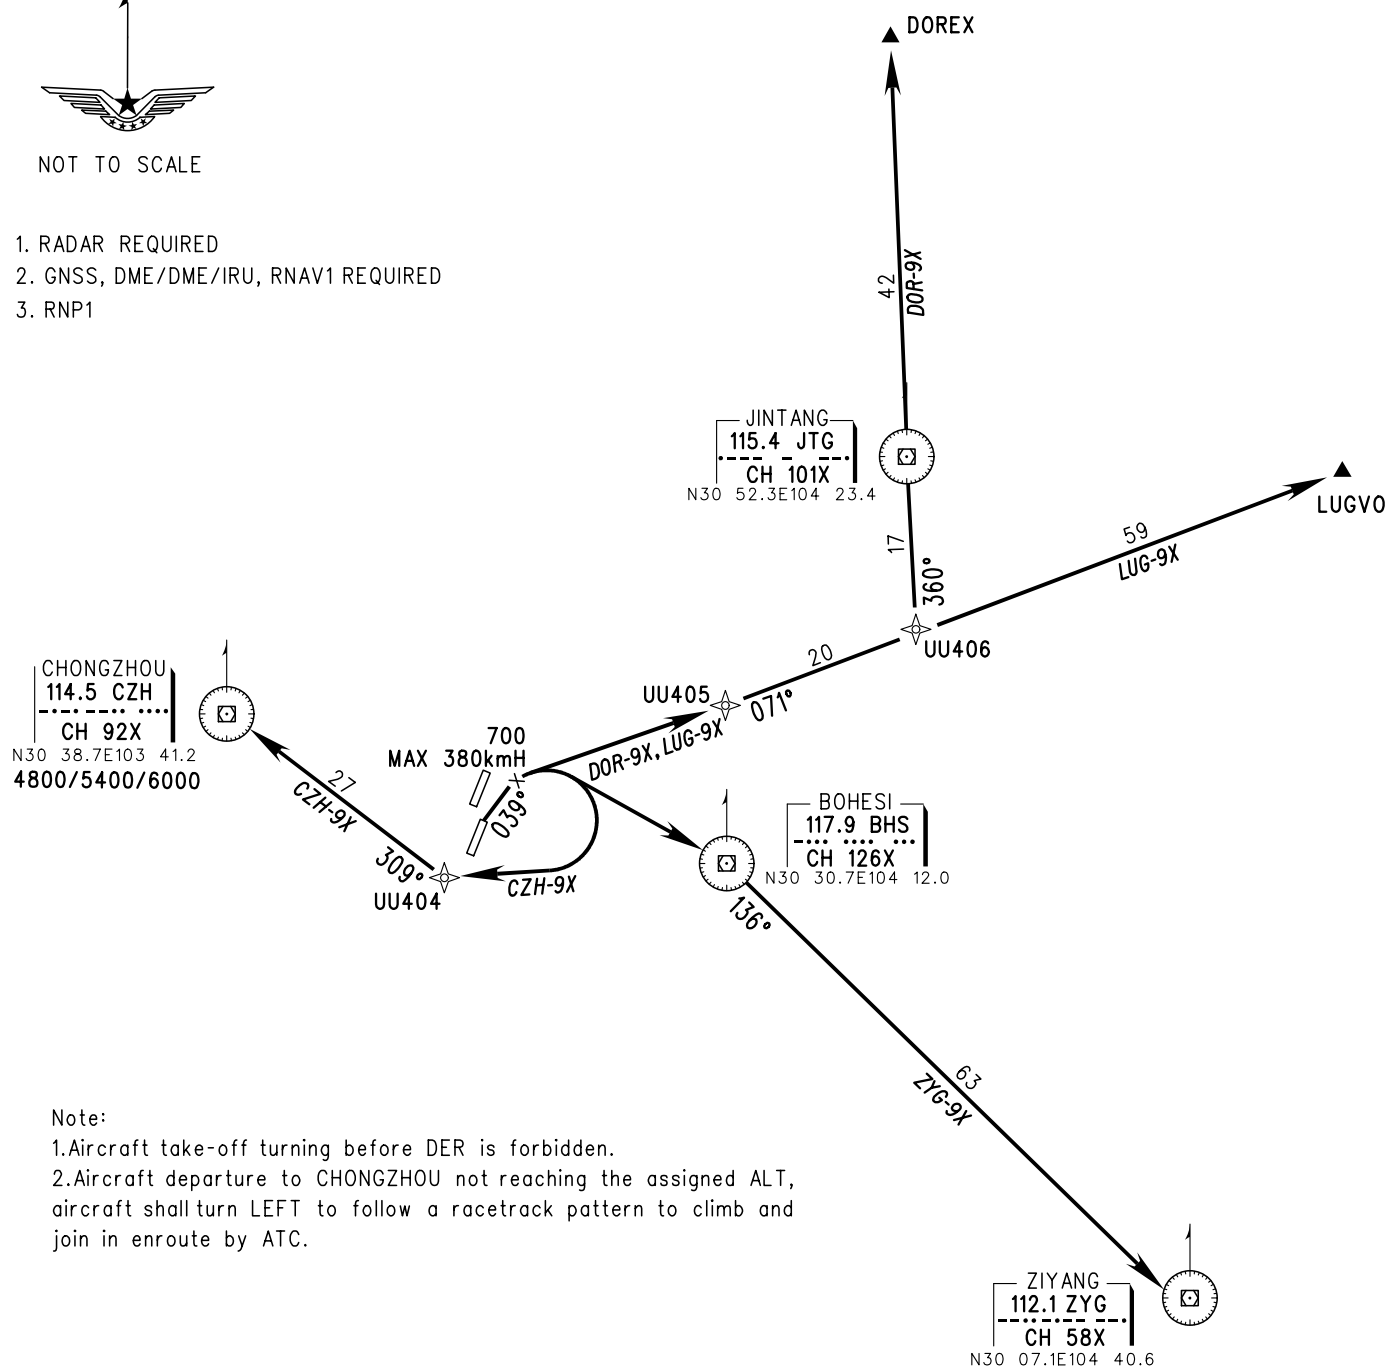 DOREX
NOT TO SCALE
1. RADAR REQUIRED
2. GNSS, DME/DME/IRU, RNAV1 REQUIRED
3. RNP1
42
DOR-9X
JINTANG
115.4 JTG
CH 101X
N30 52.3E104 23.4
LUGVO
59
LUG-9X
17
360°
UU406
20
UU405
071°
CHONGZHOU
114.5 CZH
CH 92X
N30 38.7E103 41.2
4800/5400/6000
700
MAX 380kmH
DOR-9X, LUG-9X
27
CZH-9X
039°
309°
UU404
CZH-9X
BOHESI
117.9 BHS
CH 126X
N30 30.7E104 12.0
136°
63
ZYG-9X
Note:
1.Aircraft take-off turning before DER is forbidden.
2.Aircraft departure to CHONGZHOU not reaching the assigned ALT,
aircraft shall turn LEFT to follow a racetrack pattern to climb and
join in enroute by ATC.
ZIYANG
112.1 ZYG
CH 58X
N30 07.1E104 40.6